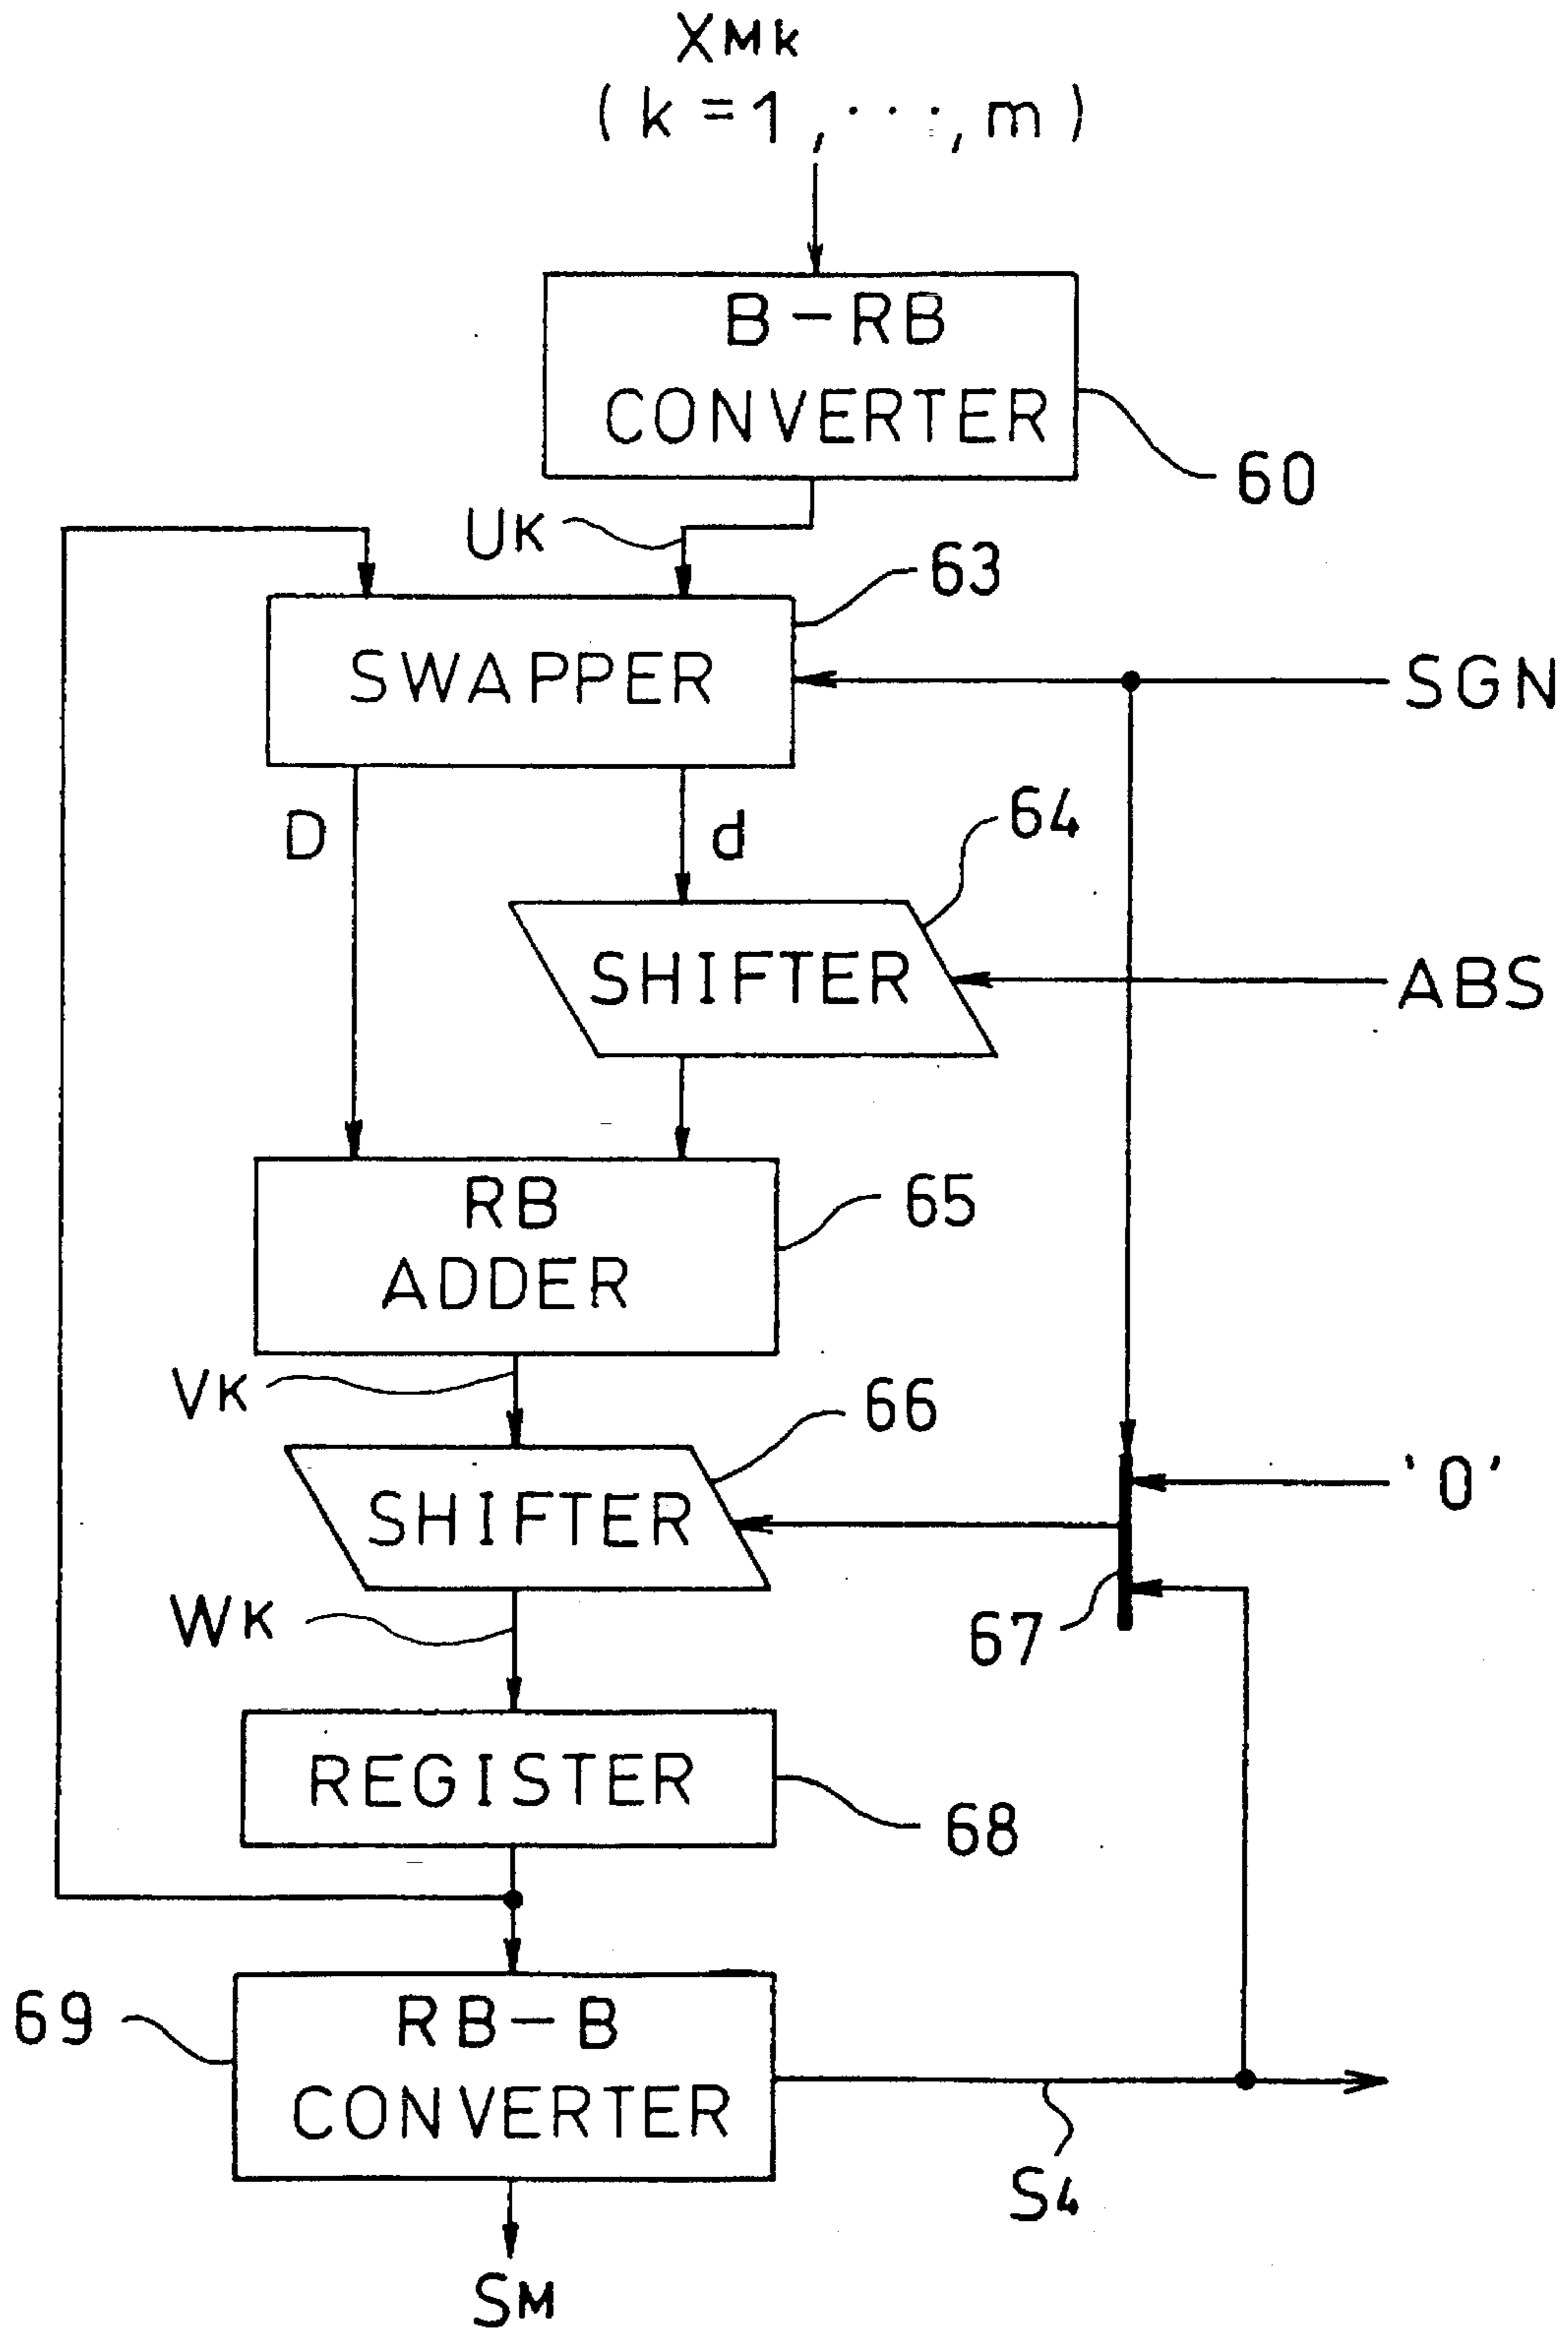 XMk
(k=1, ···, m)
B-RB
CONVERTER
60
UK
63
SWAPPER
SGN
D
d
64
SHIFTER
ABS
RB
ADDER
65
VK
66
SHIFTER
'0'
WK
67
REGISTER
68
69
RB-B
CONVERTER
S4
SM